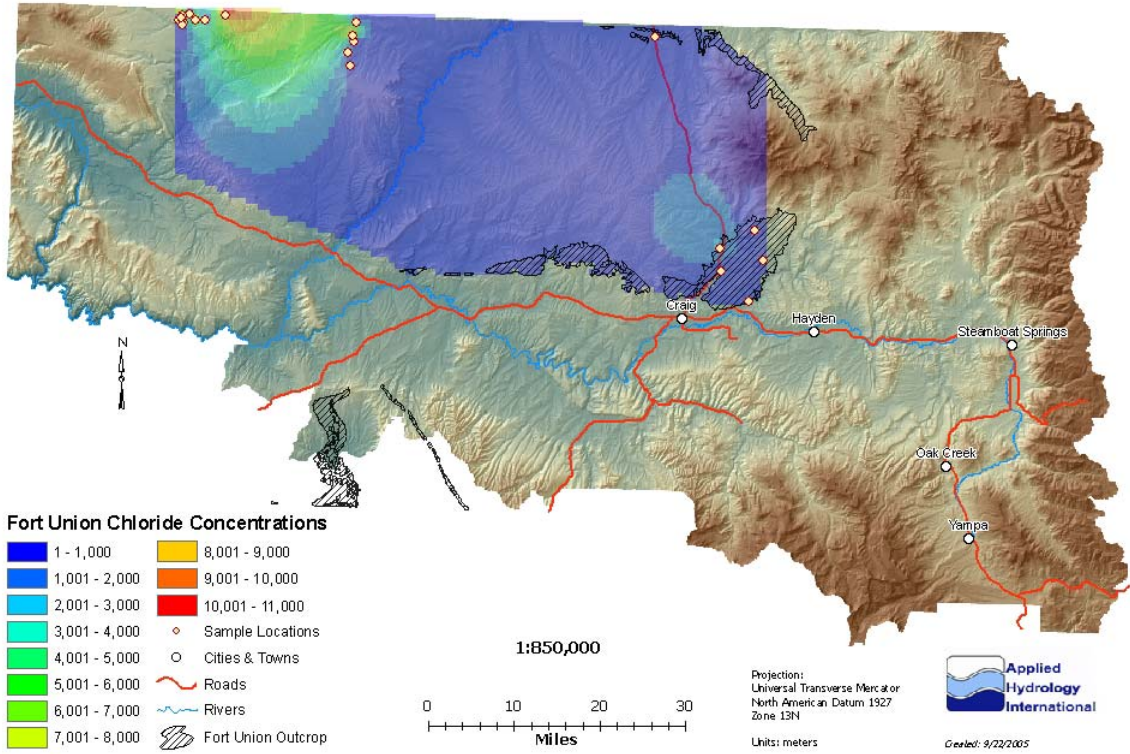 Craig
Hayden
Steamboat Springs
N
Oak Creek
Yampa
Fort Union Chloride Concentrations
1 - 1,000
1,001 - 2,000
2,001 - 3,000
3,001 - 4,000
4,001 - 5,000
5,001 - 6,000
6,001 - 7,000
7,001 - 8,000
8,001 - 9,000
9,001 - 10,000
10,001 - 11,000
Sample Locations
Cities & Towns
Roads
Rivers
Fort Union Outcrop
1:850,000
0 10 20 30
Miles
Projection:
Universal Transverse Mercator
North American Datum 1927
Zone 13N
Units: meters
Applied
Hydrology
International
Created: 9/22/2005